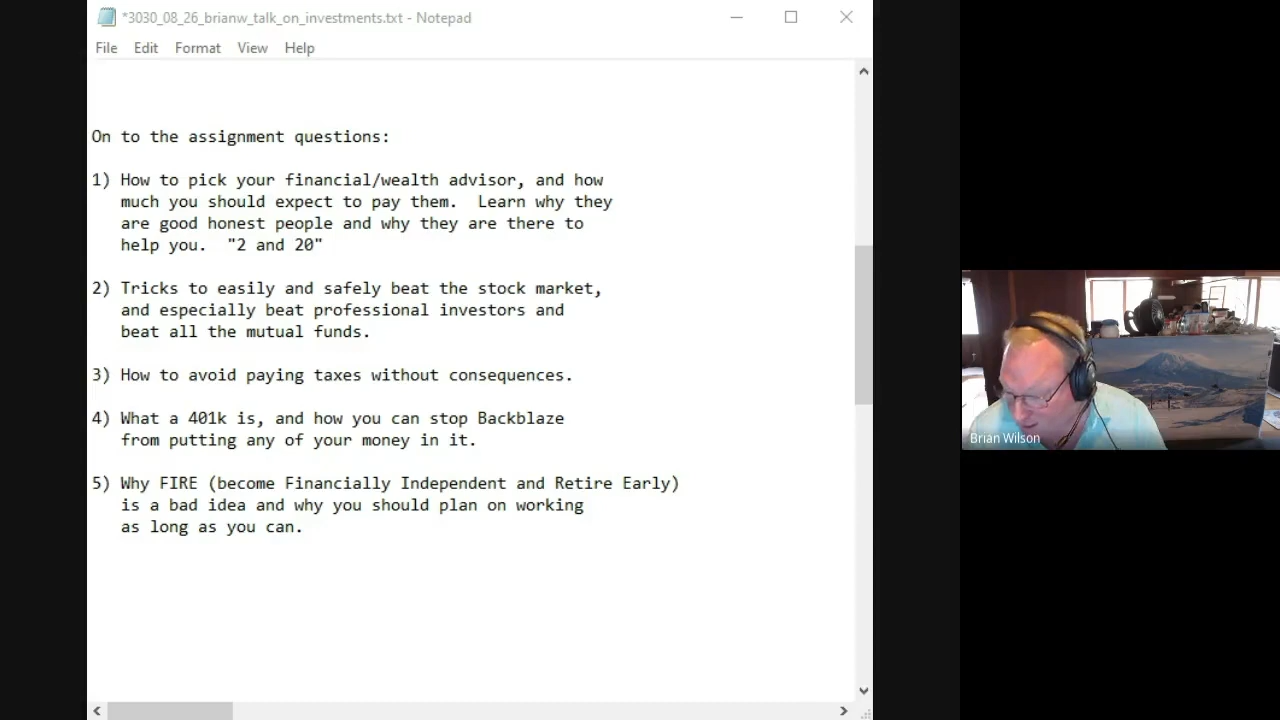 *3030_08_26_brianw_talk_on_investments.txt - Notepad
File Edit Format View Help
On to the assignment questions:
1) How to pick your financial/wealth advisor, and how
much you should expect to pay them. Learn why they
are good honest people and why they are there to
help you. "2 and 20"
2) Tricks to easily and safely beat the stock market,
and especially beat professional investors and
beat all the mutual funds.
3) How to avoid paying taxes without consequences.
4) What a 401k is, and how you can stop Backblaze
from putting any of your money in it.
5) Why FIRE (become Financially Independent and Retire Early)
is a bad idea and why you should plan on working
as long as you can.
Brian Wilson